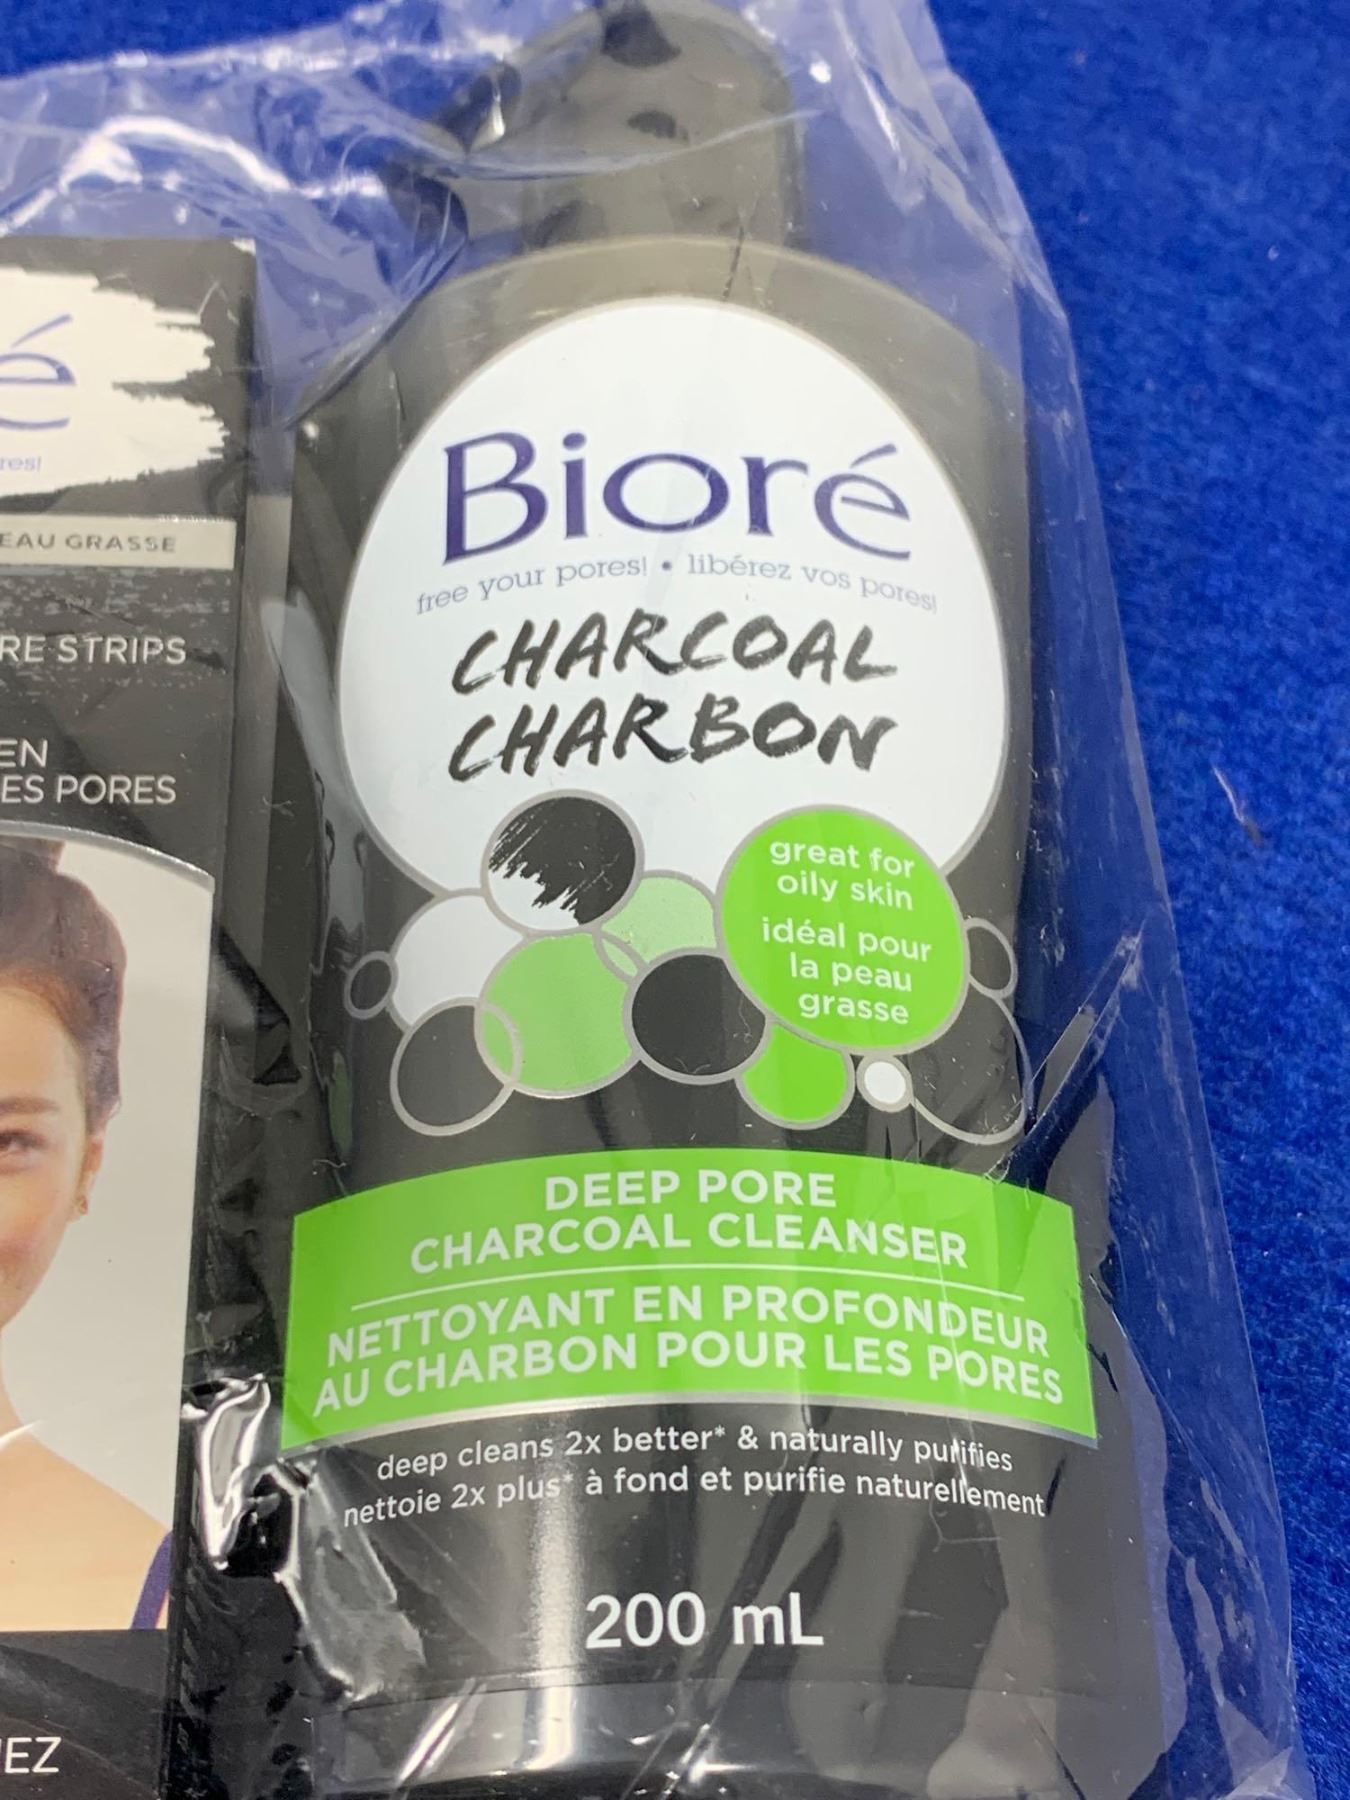 é
res!
EAU GRASSE
RE STRIPS
EN
ES PORES
EZ
Bioré
free your pores! • libérez vos pores!
CHARCOAL
CHARBON
great for
oily skin
idéal pour
la peau
grasse
DEEP PORE
CHARCOAL CLEANSER
NETTOYANT EN PROFONDEUR
AU CHARBON POUR LES PORES
deep cleans 2x better* & naturally purifies
nettoie 2x plus* à fond et purifie naturellement
200 mL